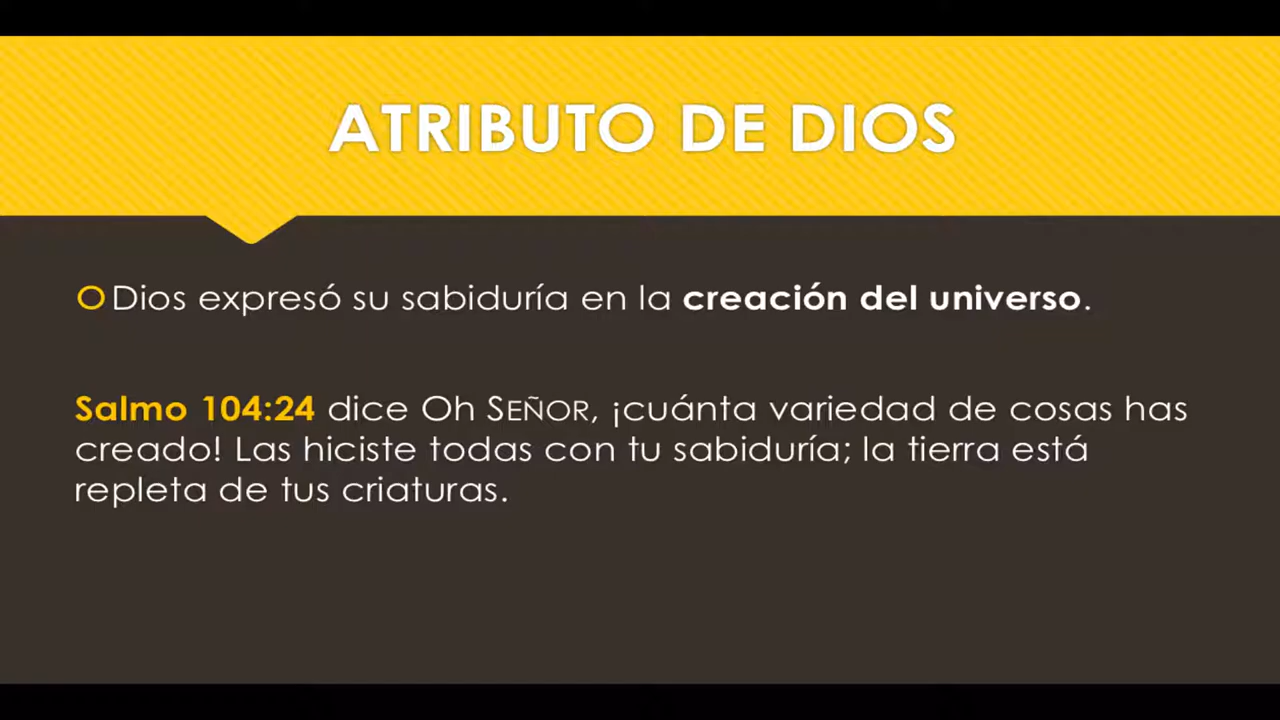 ATRIBUTO DE DIOS
Dios expresó su sabiduría en la creación del universo.
Salmo 104:24 dice Oh SEÑOR, ¡cuánta variedad de cosas has
creado! Las hiciste todas con tu sabiduría; la tierra está
repleta de tus criaturas.